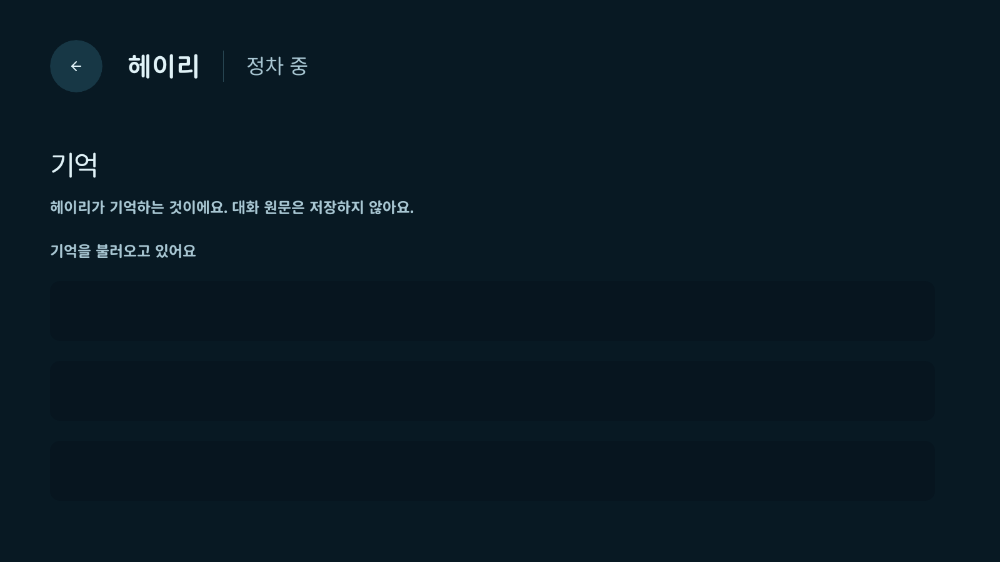 헤이리
정차 중
기억
헤이리가 기억하는 것이에요. 대화 원문은 저장하지 않아요.
기억을 불러오고 있어요